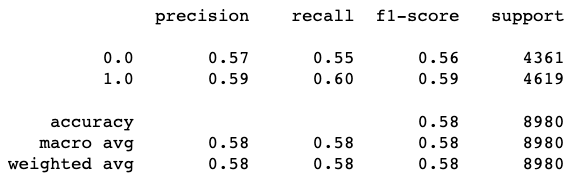 precision recall f1-score support
0.0 0.57 0.55 0.56 4361
1.0 0.59 0.60 0.59 4619
accuracy 0.58 8980
macro avg 0.58 0.58 0.58 8980
weighted avg 0.58 0.58 0.58 8980